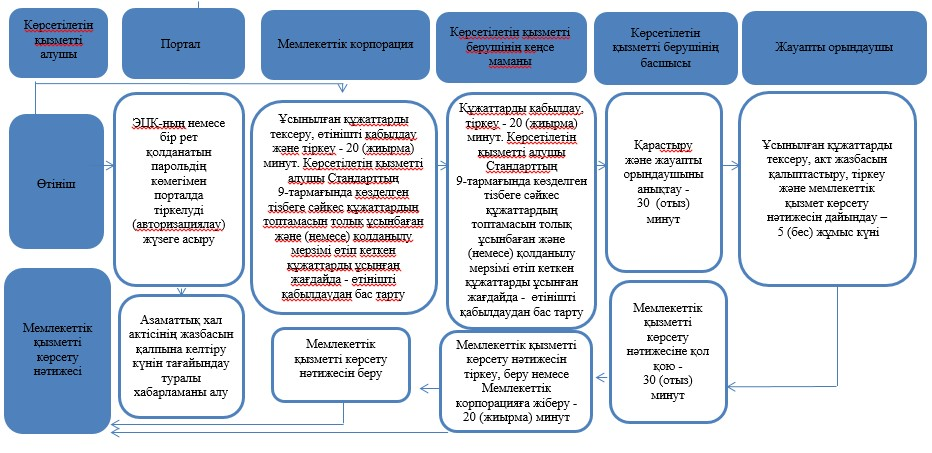 Көрсетілетін
қызметті
алушы
Портал
Мемлекеттік корпорация
Көрсетілетін қызметті
берушінің кеңсе
маманы
Көрсетілетін
қызметті берушінің
басшысы
Жауапты орындаушы
Өтініш
ЭЦҚ-ның немесе
бір рет
қолданатын
парольдің
көмегімен
порталда
тіркелуді
(авторизациялау)
жүзеге асыру
Ұсынылған құжаттарды
тексеру, өтінішті қабылдау
және тіркеу - 20 (жиырма)
минут. Көрсетілетін қызметті
алушы Стандарттың
9-тармағында көзделген
тізбеге сәйкес құжаттардың
топтамасын толық ұсынбаған
және (немесе) қолданылу
мерзімі өтіп кеткен
құжаттарды ұсынған
жағдайда - өтінішті
қабылдаудан бас тарту
Құжаттарды қабылдау,
тіркеу - 20 (жиырма)
минут. Көрсетілетін
қызметті алушы
Стандарттың
9-тармағында көзделген
тізбеге сәйкес
құжаттардың
топтамасын толық
ұсынбаған және
(немесе) қолданылу
мерзімі өтіп кеткен
құжаттарды ұсынған
жағдайда - өтінішті
қабылдаудан бас тарту
Қарастыру
және жауапты
орындаушыны
анықтау -
30 (отыз)
минут
Ұсынылған құжаттарды
тексеру, акт жазбасын
қалыптастыру, тіркеу
және мемлекеттік
қызмет көрсету
нәтижесін дайындау –
5 (бес) жұмыс күні
Мемлекеттік
қызметті
көрсету
нәтижесі
Азаматтық хал
актісінің жазбасын
қалпына келтіру
күнін тағайындау
туралы
хабарламаны алу
Мемлекеттік
қызметті көрсету
нәтижесін беру
Мемлекеттік қызметті
көрсету нәтижесін
тіркеу, беру немесе
Мемлекеттік
корпорацияға жіберу -
20 (жиырма) минут
Мемлекеттік
қызметті
көрсету
нәтижесіне қол
қою -
30 (отыз)
минут